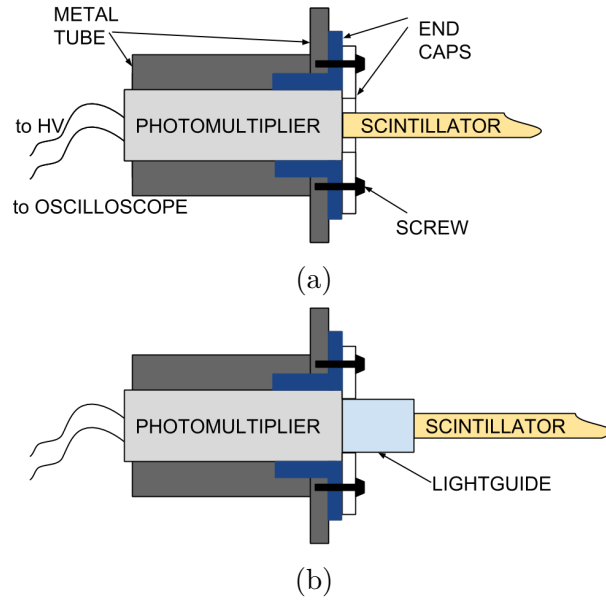 METAL
TUBE
END
CAPS
to HV
PHOTOMULTIPLIER
SCINTILLATOR
to OSCILLOSCOPE
SCREW
(a)
PHOTOMULTIPLIER
SCINTILLATOR
LIGHTGUIDE
(b)